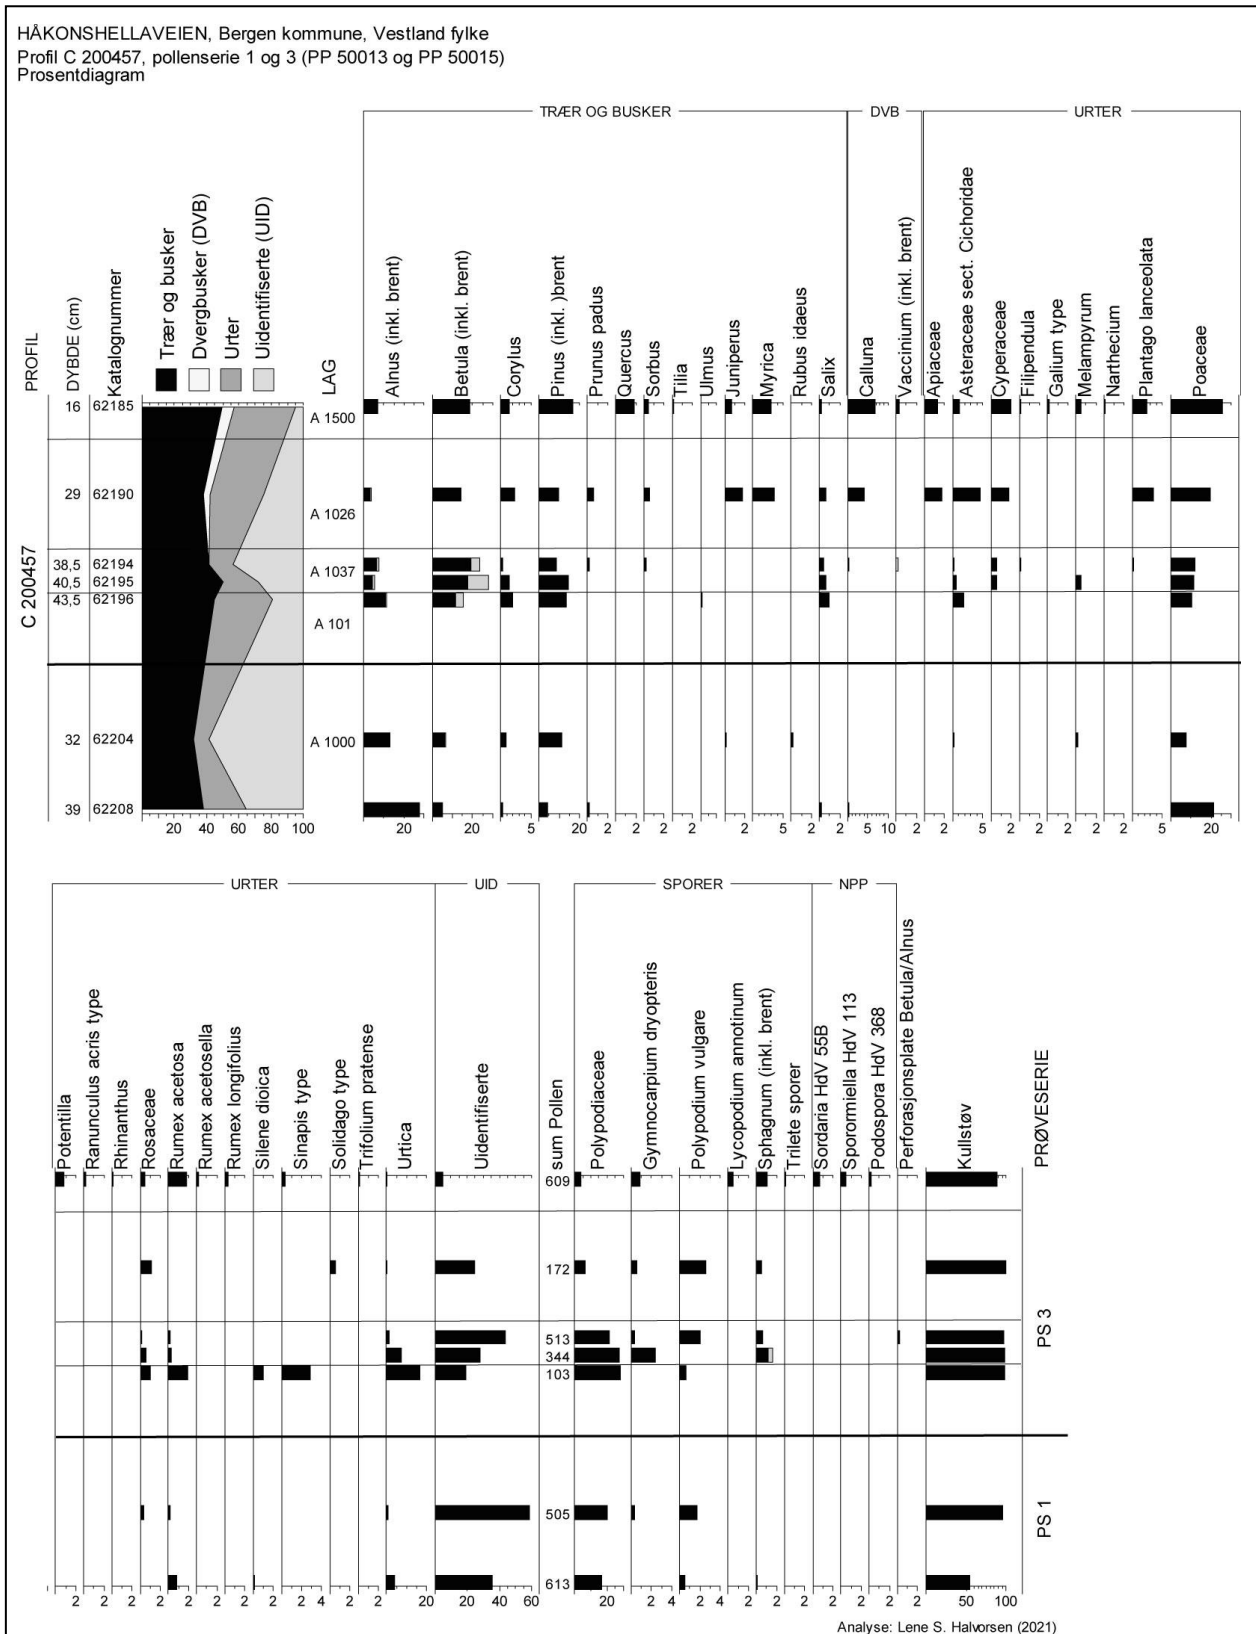 HÅKONSHELLAVEIEN, Bergen kommune, Vestland fylke
Profil C 200457, pollenserie 1 og 3 (PP 50013 og PP 50015)
Prosentdiagram
TRÆR OG BUSKER
DVB
URTER
PROFIL
DYBDE (cm)
Katalognummer
Trær og busker
Dvergbusker (DVB)
Urter
Uidentifiserte (UID)
LAG
Alnus (inkl. brent)
Betula (inkl. brent)
Corylus
Pinus (inkl. )brent
Prunus padus
Quercus
Sorbus
Tilia
Ulmus
Juniperus
Myrica
Rubus idaeus
Salix
Calluna
Vaccinium (inkl. brent)
Apiaceae
Asteraceae sect. Cichoridae
Cyperaceae
Filipendula
Galium type
Melampyrum
Narthecium
Plantago lanceolata
Poaceae
C 200457
16 62185
A 1500
29 62190
A 1026
38,5 62194
A 1037
40,5 62195
43,5 62196
A 101
32 62204
A 1000
39 62208
20 40 60 80 100
20 20 5 20 2 2 2 2 2 2 5 2 2 5 10 2 2 5 2 2 2 2 2 5 20
URTER
UID
SPORER
NPP
Potentilla
Ranunculus acris type
Rhinanthus
Rosaceae
Rumex acetosa
Rumex acetosella
Rumex longifolius
Silene dioica
Sinapis type
Solidago type
Trifolium pratense
Urtica
Uidentifiserte
sum Pollen
Polypodiaceae
Gymnocarpium dryopteris
Polypodium vulgare
Lycopodium annotinum
Sphagnum (inkl. brent)
Trilete sporer
Sordaria HdV 55B
Sporormiella HdV 113
Podospora HdV 368
Perforasjonsplate Betula/Alnus
Kullstøv
PRØVESERIE
609
172
513
344
103
PS 3
505
613
PS 1
2 2 2 2 2 2 2 2 2 4 2 2 20 20 40 60 20 2 4 2 4 2 2 2 2 2 2 2 50 100
Analyse: Lene S. Halvorsen (2021)